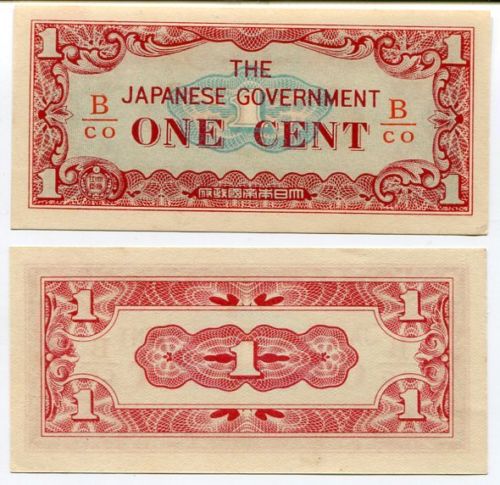 1 1
THE
JAPANESE GOVERNMENT
B 1 B
CO ONE CENT CO
1 1
大日本帝國政府
1 1
1
1 1